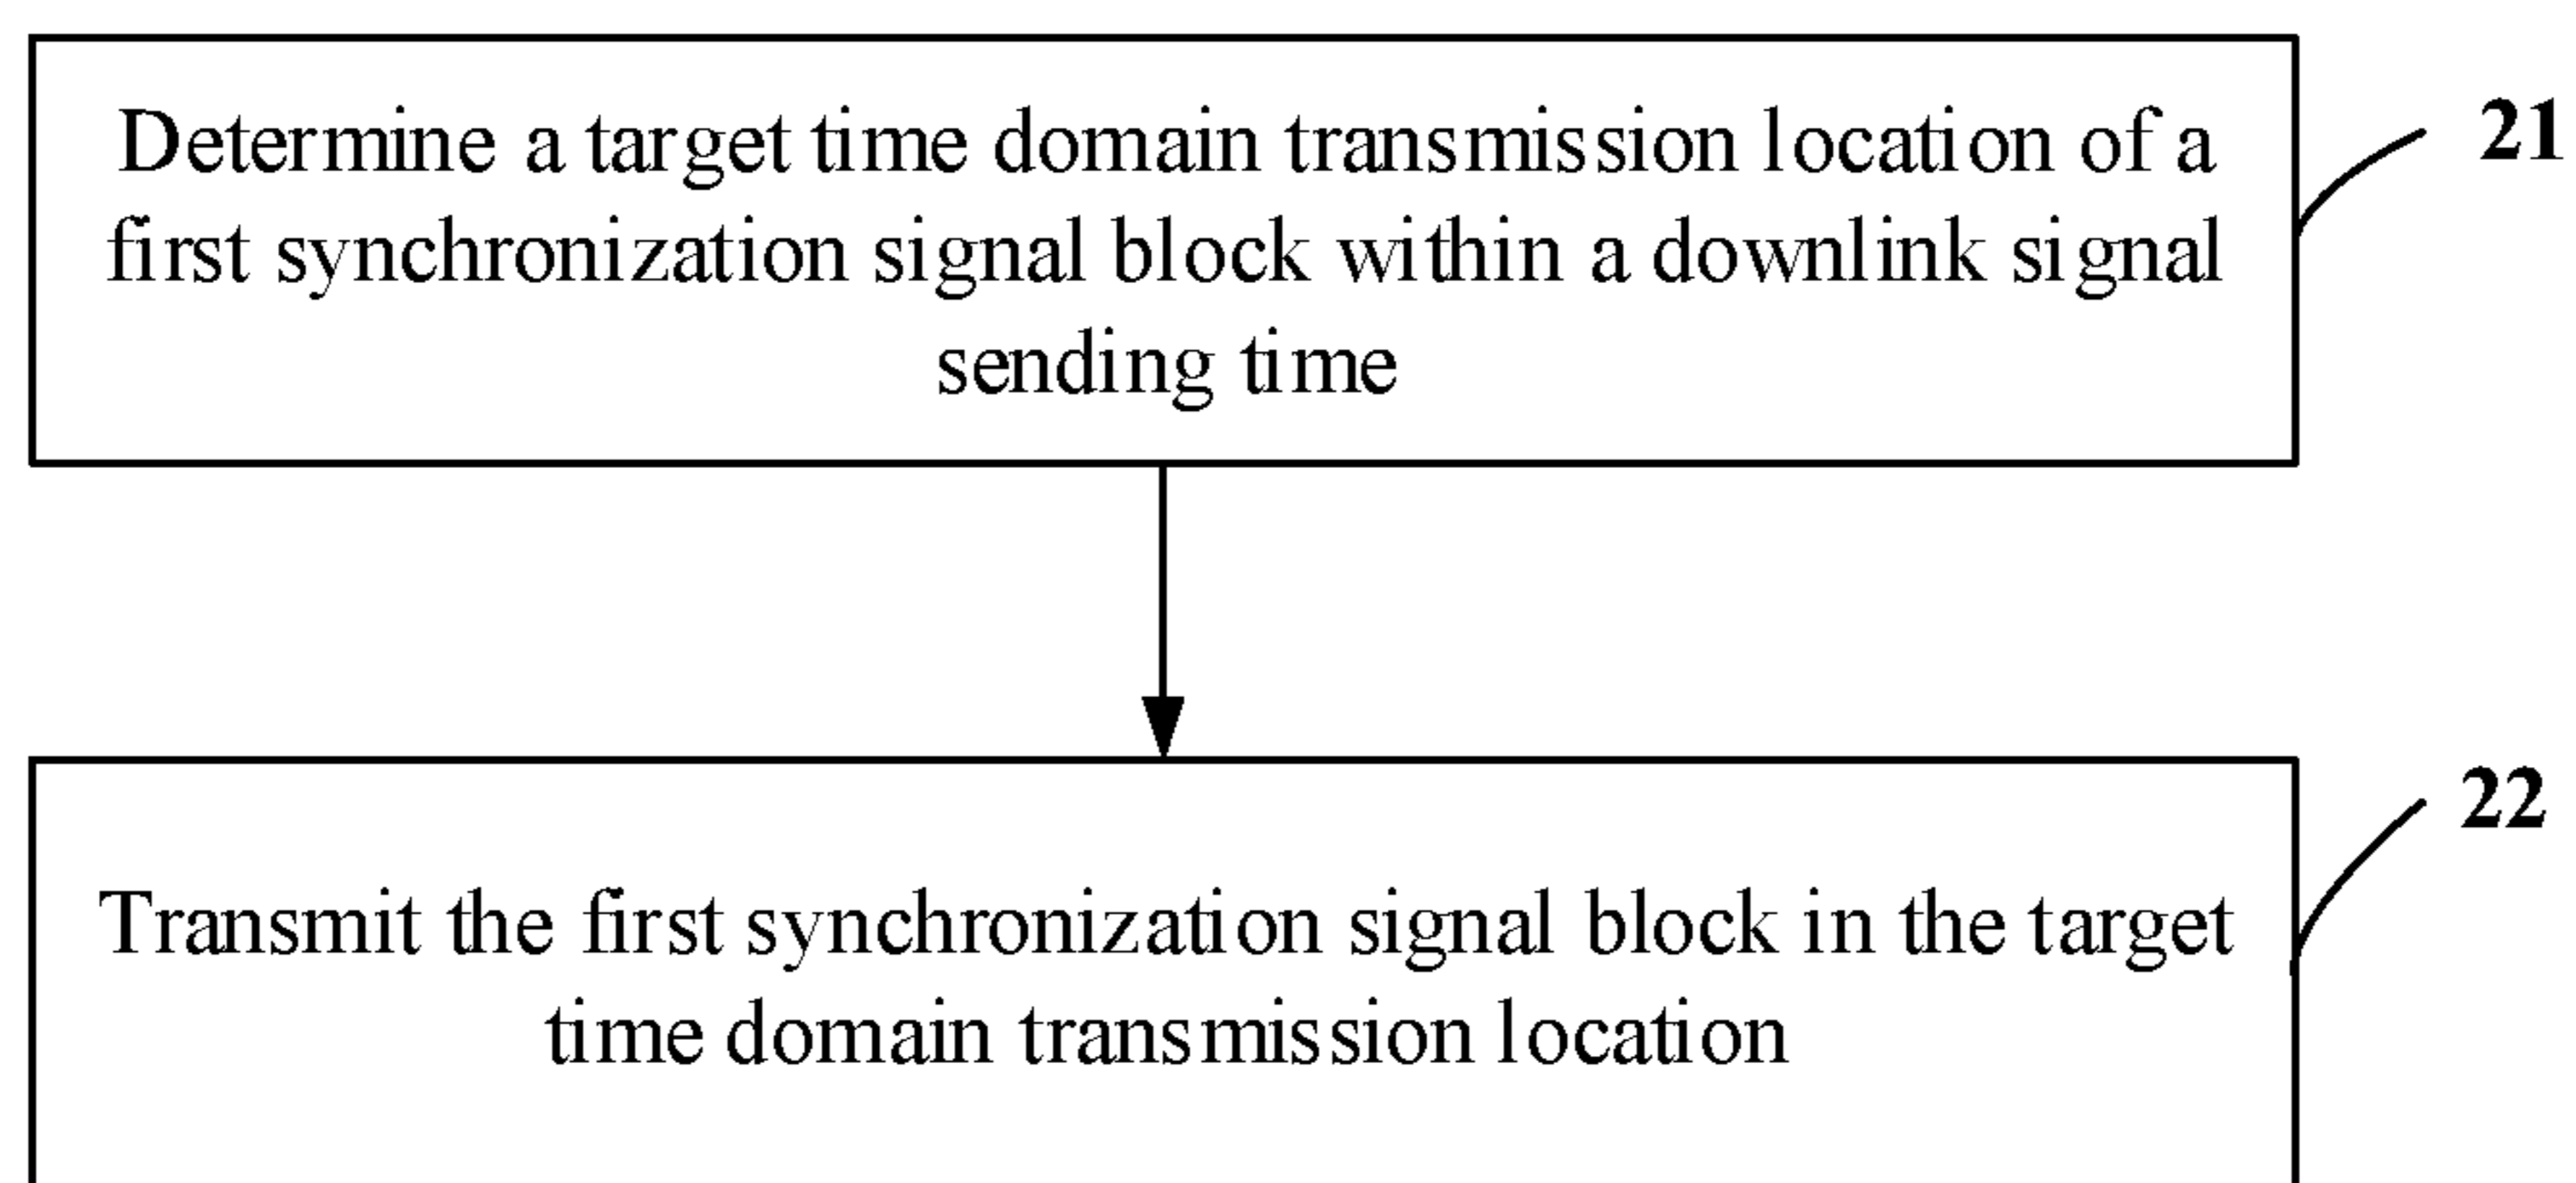 Determine a target time domain transmission location of a
first synchronization signal block within a downlink signal
sending time
21
Transmit the first synchronization signal block in the target
time domain transmission location
22